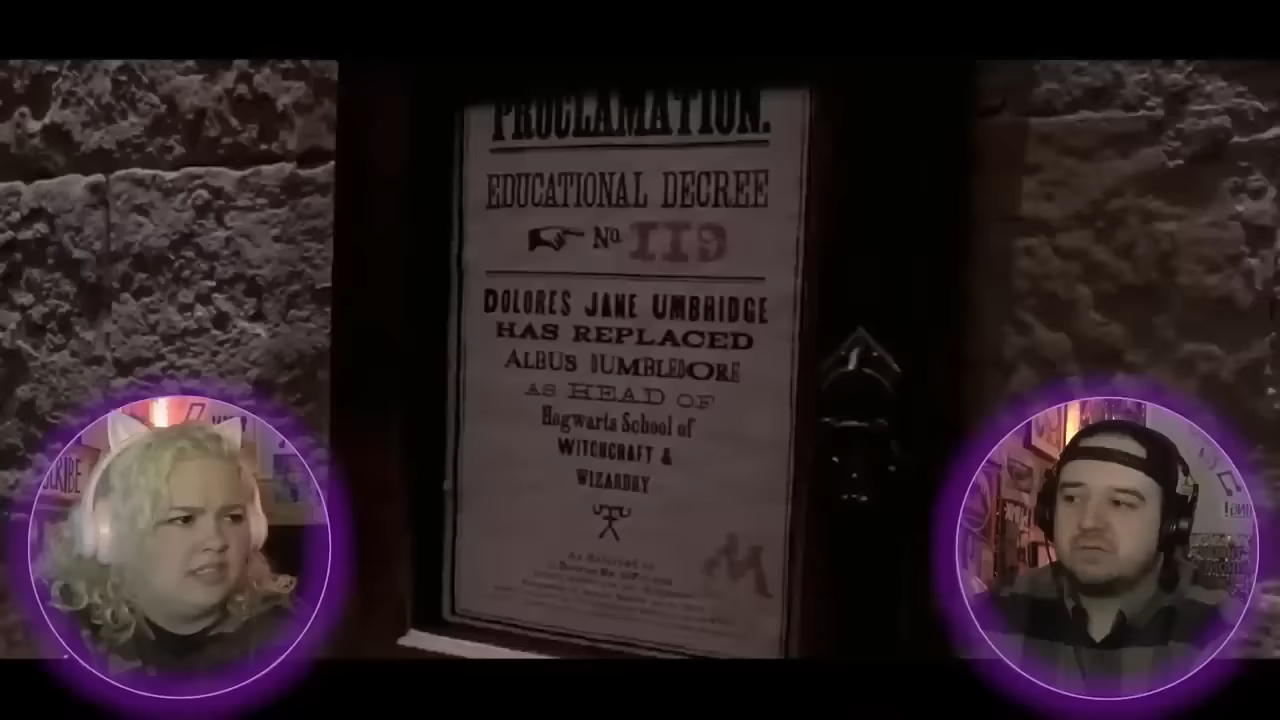 PROCLAMATION.
EDUCATIONAL DECREE
No. 119
DOLORES JANE UMBRIDGE
HAS REPLACED
ALBUS DUMBLEDORE
AS HEAD OF
Hogwarts School of
WITCHCRAFT &
WIZARDRY
M